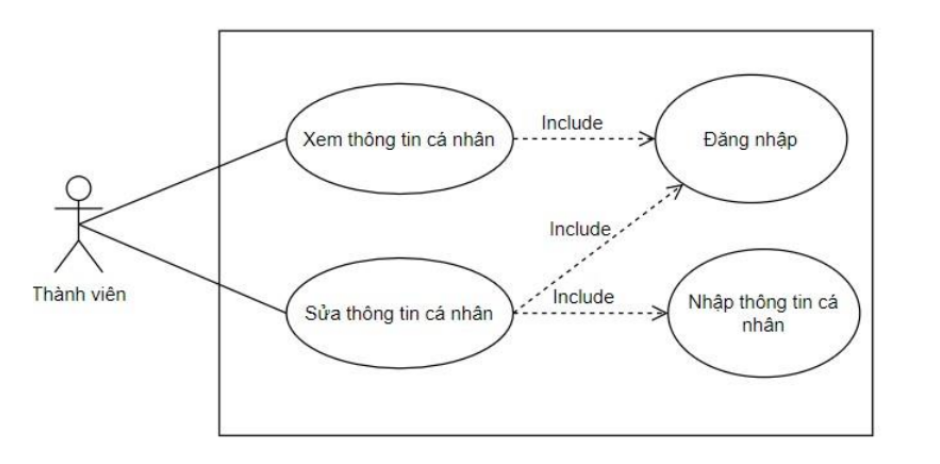 Xem thông tin cá nhân
Include
Đăng nhập
Include
Thành viên
Sửa thông tin cá nhân
Include
Nhập thông tin cá
nhân